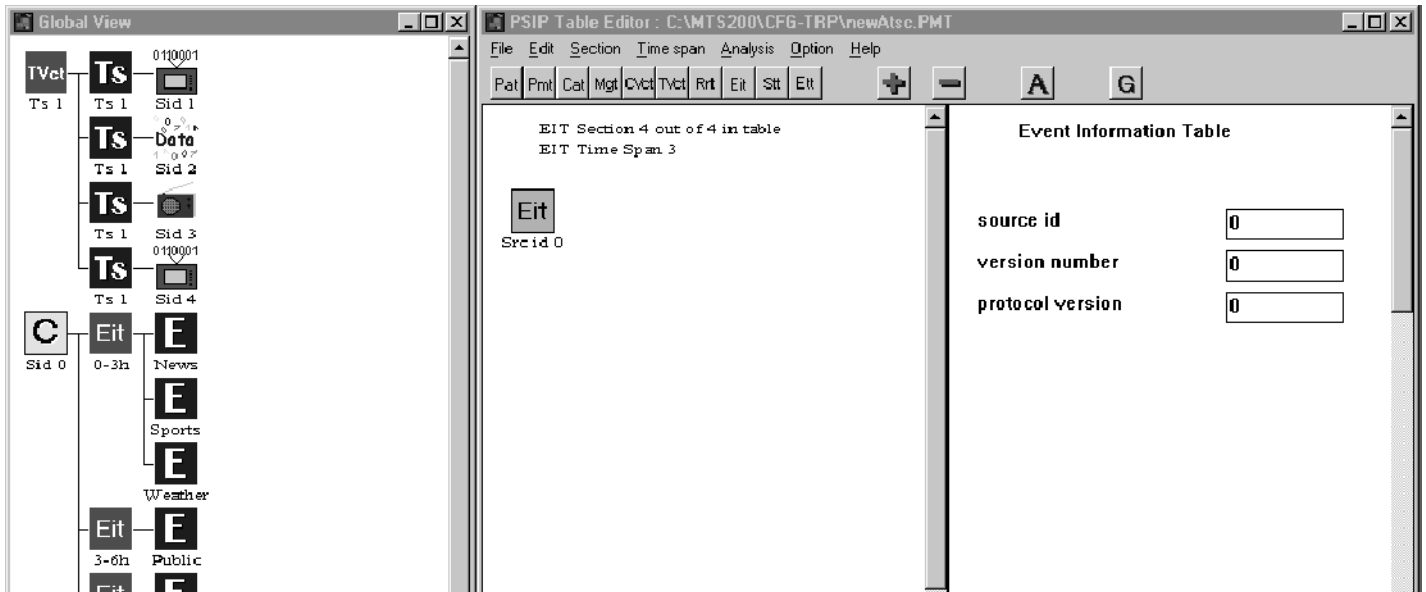 Global View
TVct
Ts 1
Ts
Ts 1
0110001
Sid 1
Ts
Ts 1
Data
Sid 2
Ts
Ts 1
Sid 3
Ts
Ts 1
0110001
Sid 4
C
Sid 0
Eit
0-3h
E
News
E
Sports
E
Weather
Eit
3-6h
E
Public
Eit
E
PSIP Table Editor : C:\MTS200\CFG-TRP\newAtsc.PMT
File Edit Section Time span Analysis Option Help
Pat Pmt Cat Mgt CVct TVct Rrt Eit Stt Ett + - A G
EIT Section 4 out of 4 in table
EIT Time Span 3
Eit
Src id 0
Event Information Table
source id 0
version number 0
protocol version 0